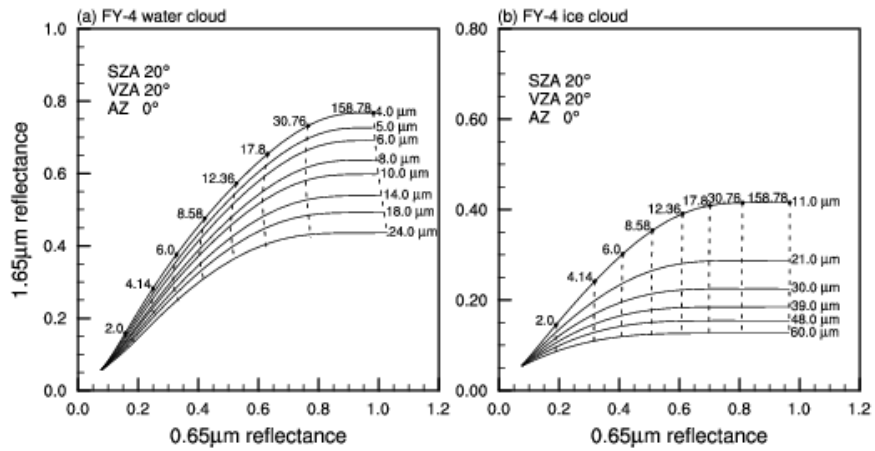 (a) FY-4 water cloud
1.0
0.8
0.6
0.4
0.2
0.0
1.65μm reflectance
SZA 20°
VZA 20°
AZ 0°
2.0
4.14
6.0
8.58
12.36
17.8
30.76
158.78
4.0 μm
5.0 μm
6.0 μm
8.0 μm
10.0 μm
14.0 μm
18.0 μm
24.0 μm
0.0 0.2 0.4 0.6 0.8 1.0 1.2
0.65μm reflectance
(b) FY-4 ice cloud
0.80
0.60
0.40
0.20
0.00
SZA 20°
VZA 20°
AZ 0°
2.0
4.14
6.0
8.58
12.36
17.8
30.76
158.78
11.0 μm
21.0 μm
30.0 μm
39.0 μm
48.0 μm
60.0 μm
0.0 0.2 0.4 0.6 0.8 1.0 1.2
0.65μm reflectance